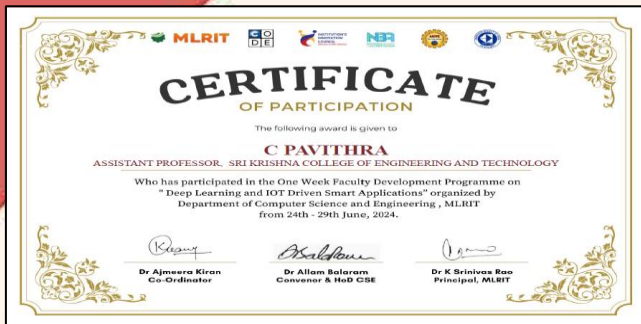 MLRIT
CODE
INSTITUTION'S
INNOVATION
COUNCIL
NBA
CERTIFICATE
OF PARTICIPATION
The following award is given to
C PAVITHRA
ASSISTANT PROFESSOR, SRI KRISHNA COLLEGE OF ENGINEERING AND TECHNOLOGY
Who has participated in the One Week Faculty Development Programme on
"Deep Learning and IOT Driven Smart Applications" organized by
Department of Computer Science and Engineering , MLRIT
from 24th - 29th June, 2024.
Dr Ajmeera Kiran
Co-Ordinator
Dr Allam Balaram
Convenor & HoD CSE
Dr K Srinivas Rao
Principal, MLRIT